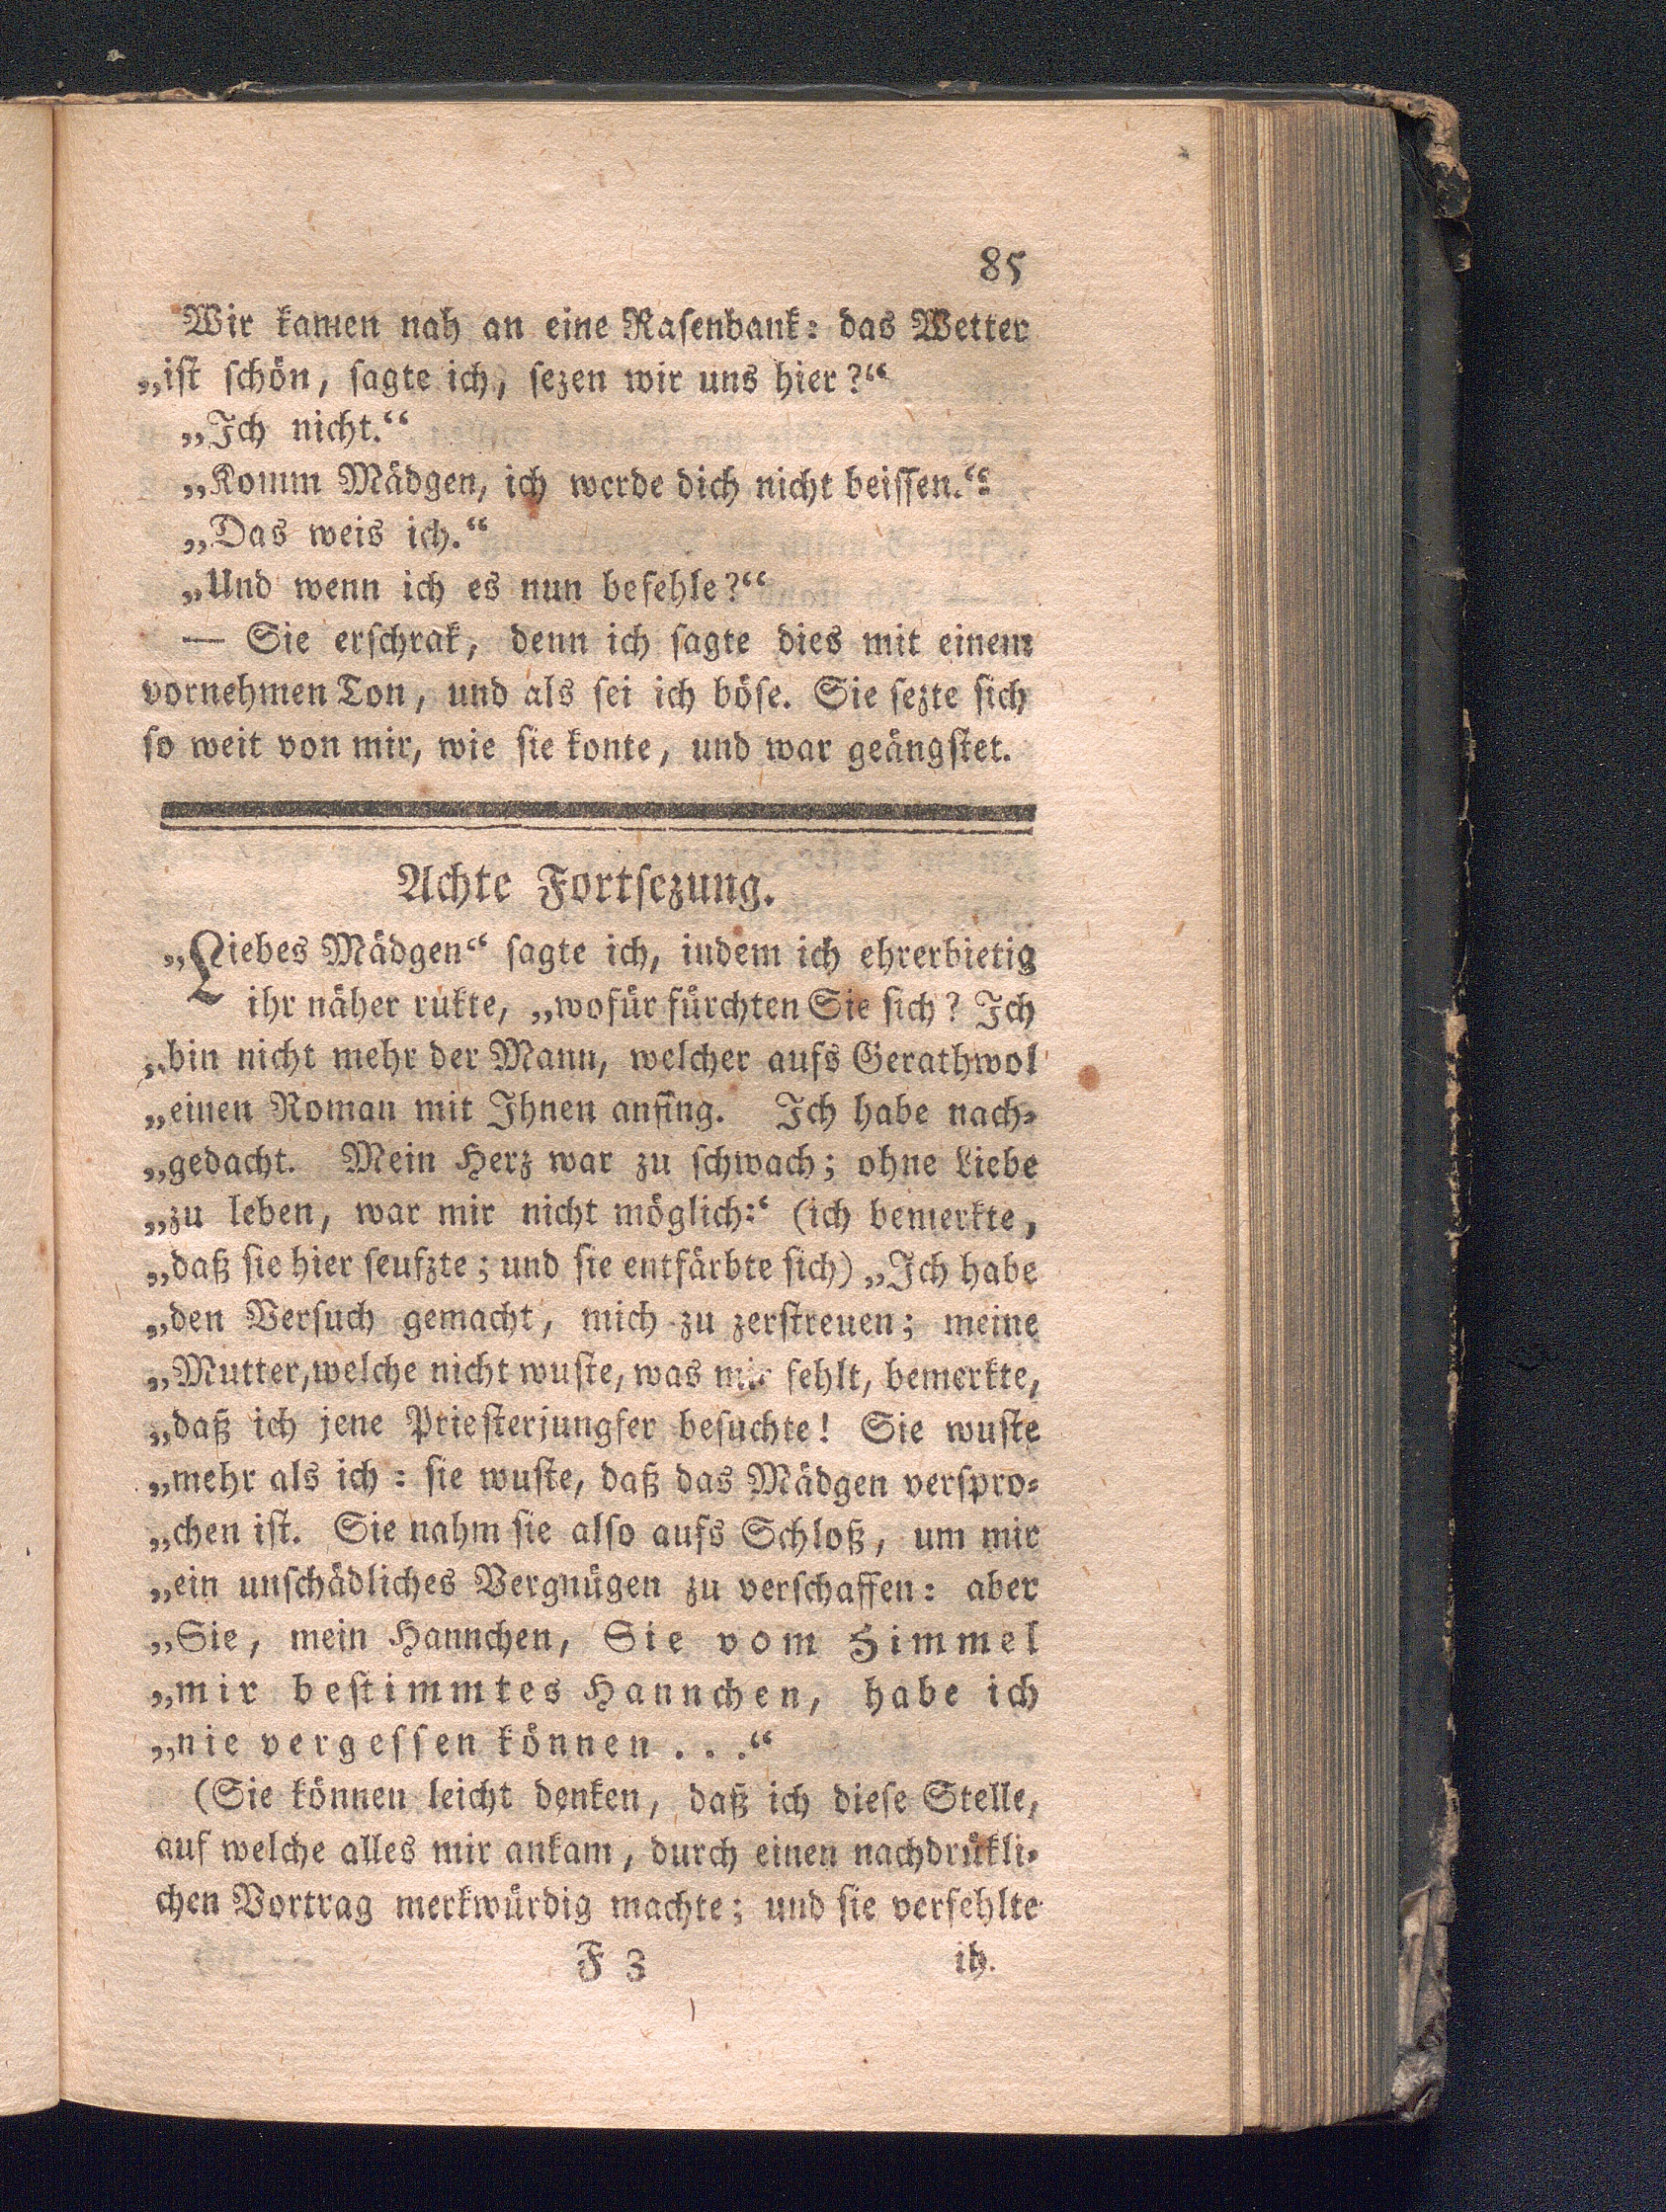 85
Wir kamen nah an eine Raſenbank: das Wetter
„iſt ſchön, ſagte ich, ſezen wir uns hier?“
„Ich nicht.“
„Komm Mädgen, ich werde dich nicht beiſſen.“
„Das weis ich.“
„Und wenn ich es nun befehle?“
— Sie erſchrak, denn ich ſagte dies mit einem
vornehmen Ton, und als ſei ich böſe. Sie ſezte ſich
ſo weit von mir, wie ſie konte, und war geängſtet.
Achte Fortſezung.
„Liebes Mädgen“ ſagte ich, indem ich ehrerbietig
ihr näher rukte, „wofür fürchten Sie ſich? Ich
„bin nicht mehr der Mann, welcher aufs Gerathwol
„einen Roman mit Ihnen anfing. Ich habe nach-
„gedacht. Mein Herz war zu ſchwach; ohne Liebe
„zu leben, war mir nicht möglich:‘ (ich bemerkte,
„daß ſie hier ſeufzte; und ſie entfärbte ſich) „Ich habe
„den Verſuch gemacht, mich zu zerſtreuen; meine
„Mutter, welche nicht wuſte, was mir fehlt, bemerkte,
„daß ich jene Prieſterjungfer beſuchte! Sie wuſte
„mehr als ich: ſie wuſte, daß das Mädgen verſpro-
„chen iſt. Sie nahm ſie alſo aufs Schloß, um mir
„ein unſchädliches Vergnügen zu verſchaffen: aber
„Sie, mein Hannchen, Sie vom Himmel
„mir beſtimmtes Hannchen, habe ich
„nie vergeſſen können . . .“
(Sie können leicht denken, daß ich dieſe Stelle,
auf welche alles mir ankam, durch einen nachdrükli-
chen Vortrag merkwürdig machte; und ſie verfehlte
F 3 ih.